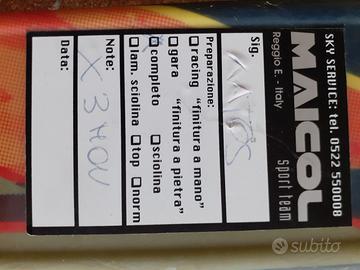 SKY SERVICE: tel. 0522 550008
MAICOL
Reggio E. - Italy
sport team
Sig.
Preparazione:
□ racing "finitura a mano"
□ gara "finitura a pietra"
□ completo □ sciolina
□ lam. sciolina □ top □ norm
Note: X 3 NOV
Data:
subito